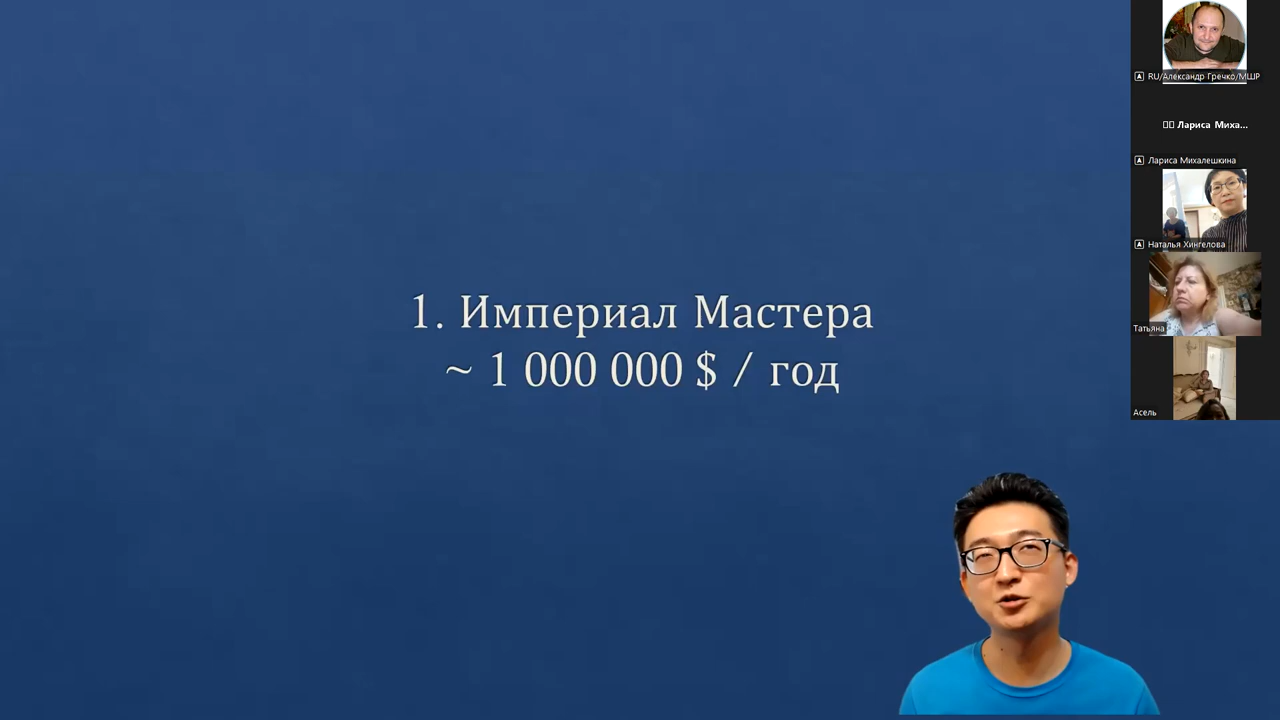 1. Империал Мастера
~ 1 000 000 $ / год
RU/Александр Гречко/МШР
Лариса Миха...
Лариса Михалешкина
Наталья Хингелова
Татьяна
Асель